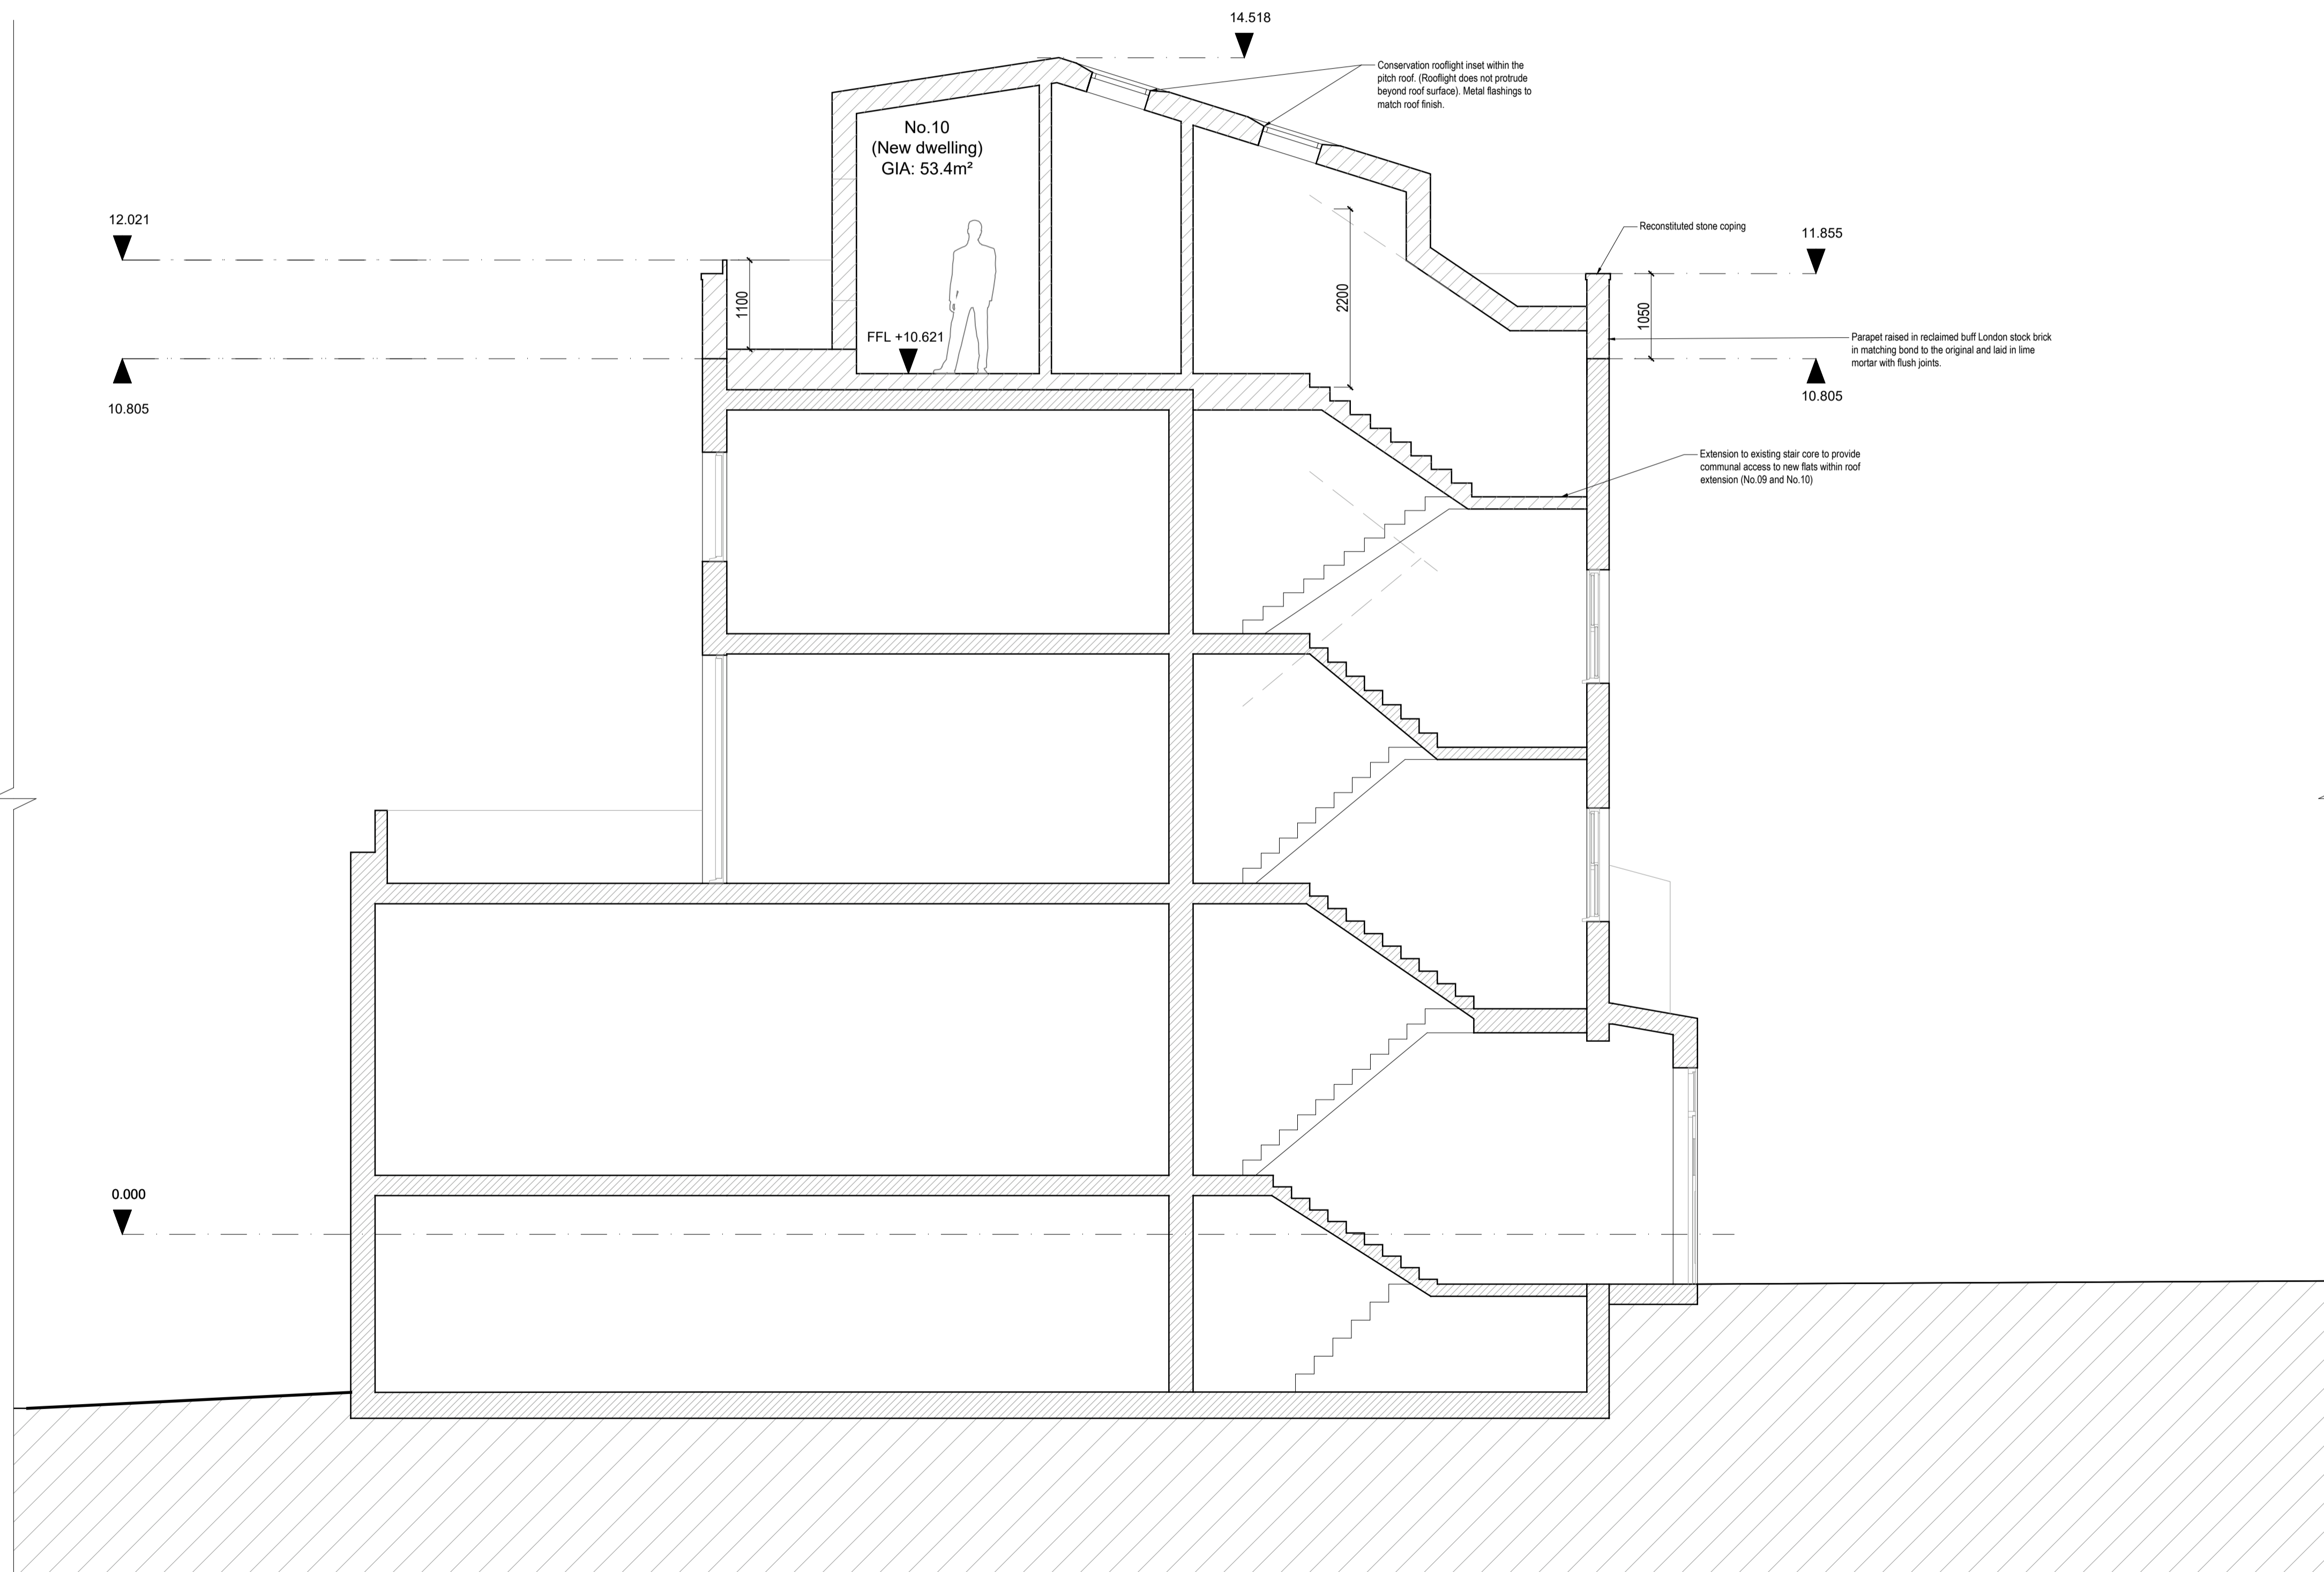 14.518
Conservation rooflight inset within the
pitch roof. (Rooflight does not protrude
beyond roof surface). Metal flashings to
match roof finish.
No.10
(New dwelling)
GIA: 53.4m²
12.021
Reconstituted stone coping
11.855
1100
2200
1050
FFL +10.621
Parapet raised in reclaimed buff London stock brick
in matching bond to the original and laid in lime
mortar with flush joints.
10.805
10.805
Extension to existing stair core to provide
communal access to new flats within roof
extension (No.09 and No.10)
0.000